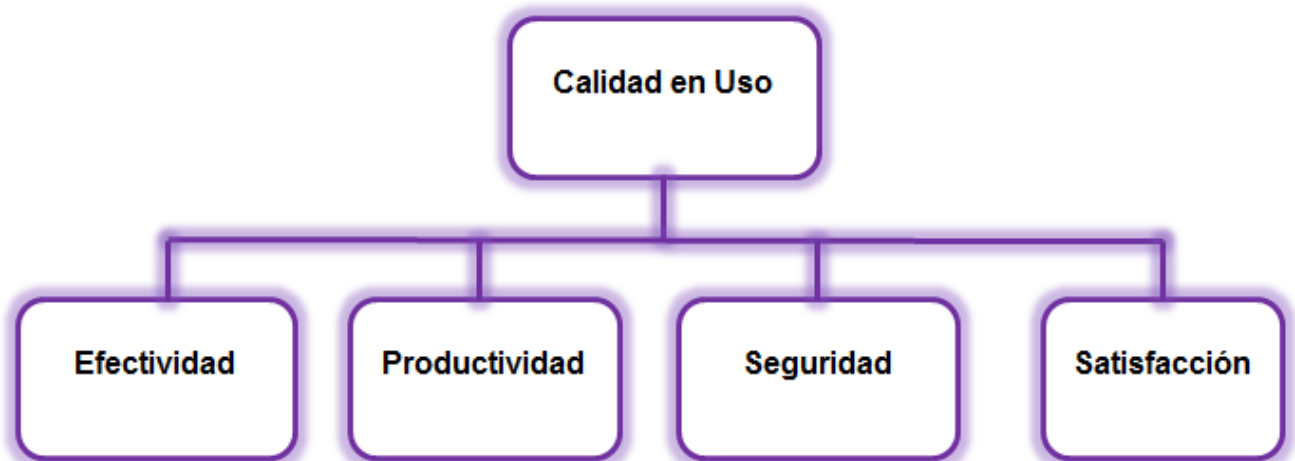 Calidad en Uso
Efectividad
Productividad
Seguridad
Satisfacción